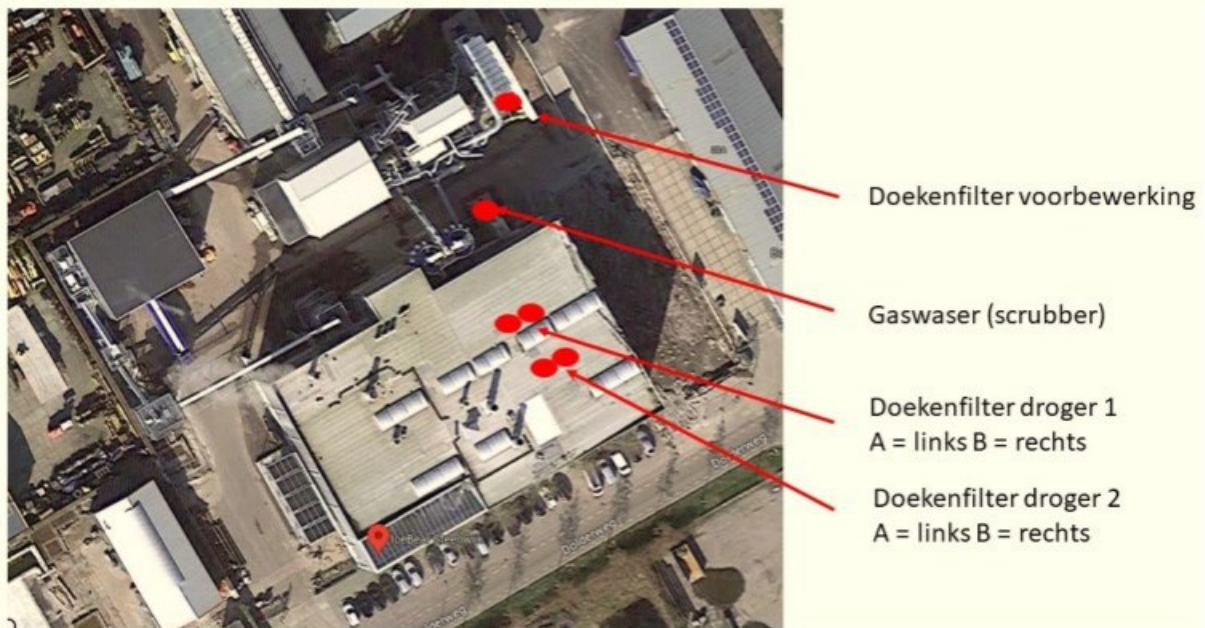 Doekenfilter voorbewerking
Gaswaser (scrubber)
Doekenfilter droger 1
A = links B = rechts
Doekenfilter droger 2
A = links B = rechts